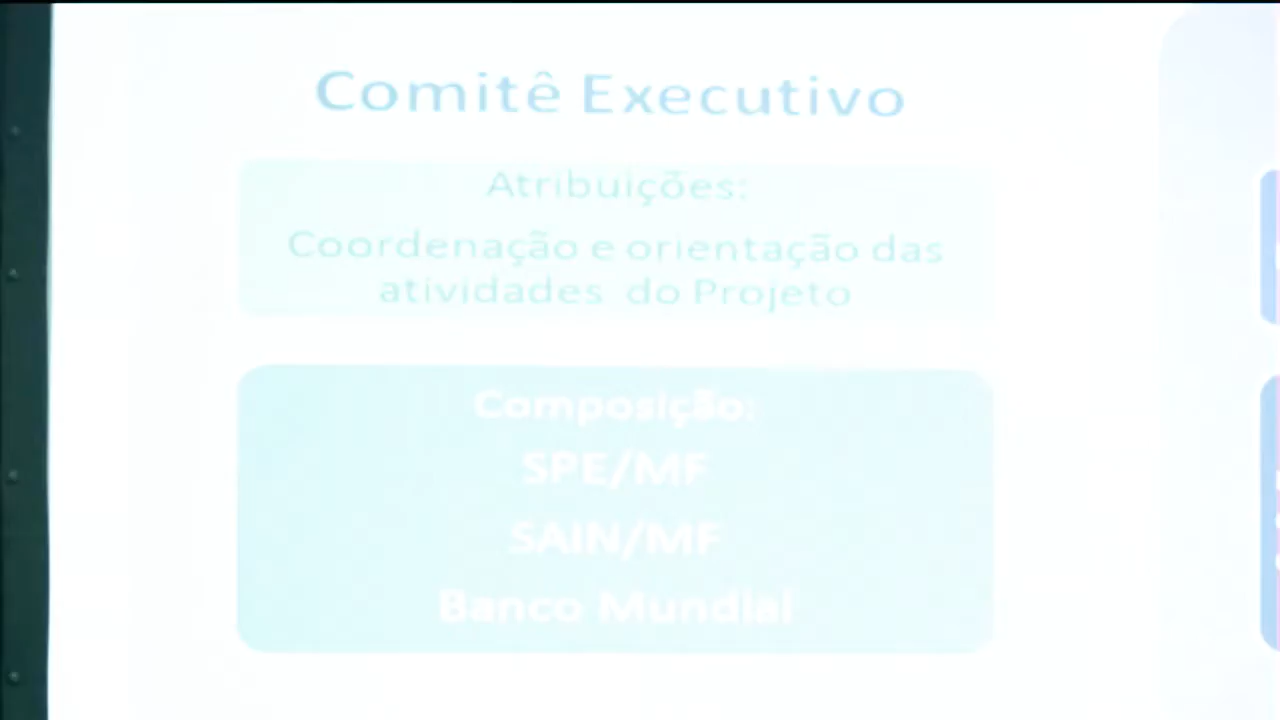 Comitê Executivo
Atribuições:
Coordenação e orientação das
atividades do Projeto
Composição:
SPE/MF
SAIN/MF
Banco Mundial